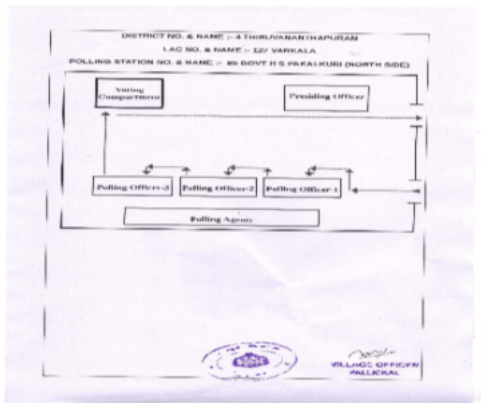 DISTRICT NO. & NAME :- 4 THIRUVANANTHAPURAM
LAC NO. & NAME :- 127 VARKALA
POLLING STATION NO. & NAME :- 89 GOVT H S PAKALKURI (NORTH SIDE)
Voting Compartment
Presiding Officer
Polling Officer-3 Polling Officer-2 Polling Officer-1
Polling Agents
VILLAGE OFFICER
PALLICKAL